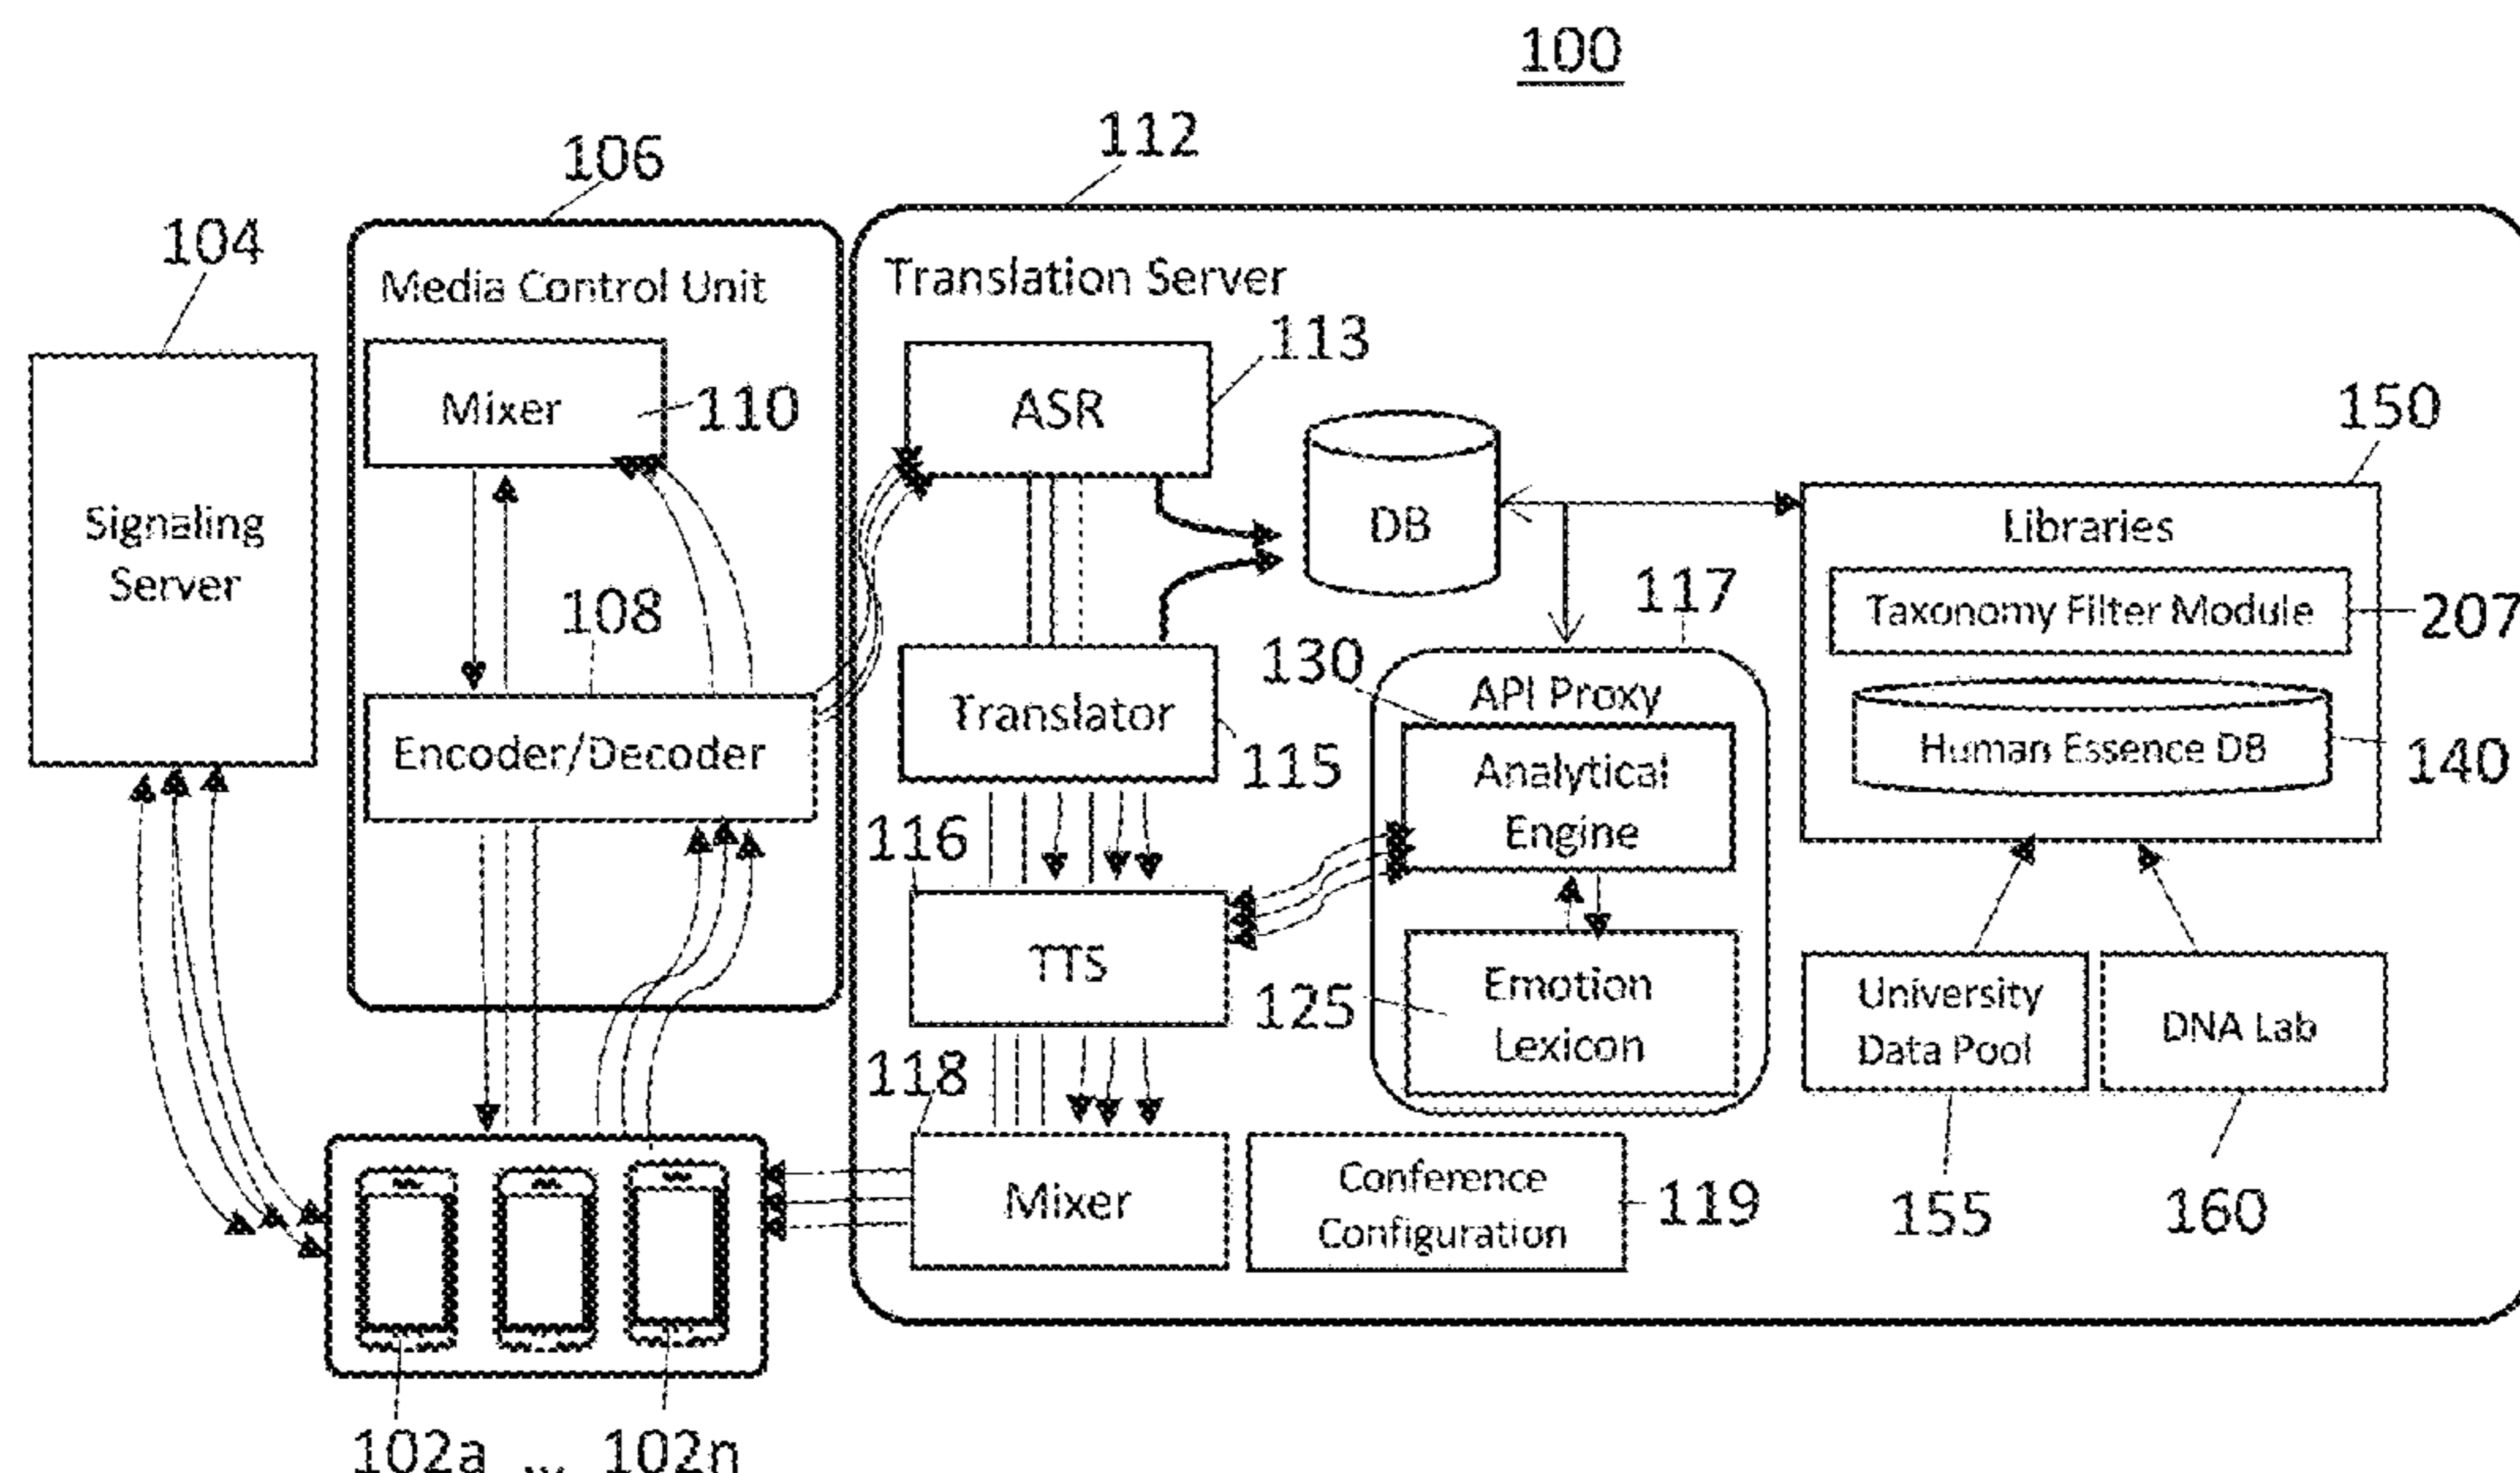 100
112
106
104
Media Control Unit
Translation Server
113
Mixer
110
ASR
150
Signaling
Server
DB
Libraries
108
117
Taxonomy Filter Module
207
130
API Proxy
Encoder/Decoder
Translator
115
Analytical
Engine
Human Essence DB
140
116
TTS
125
Emotion
Lexicon
University
Data Pool
DNA Lab
118
Mixer
Conference
Configuration
119
155
160
102a ... 102n